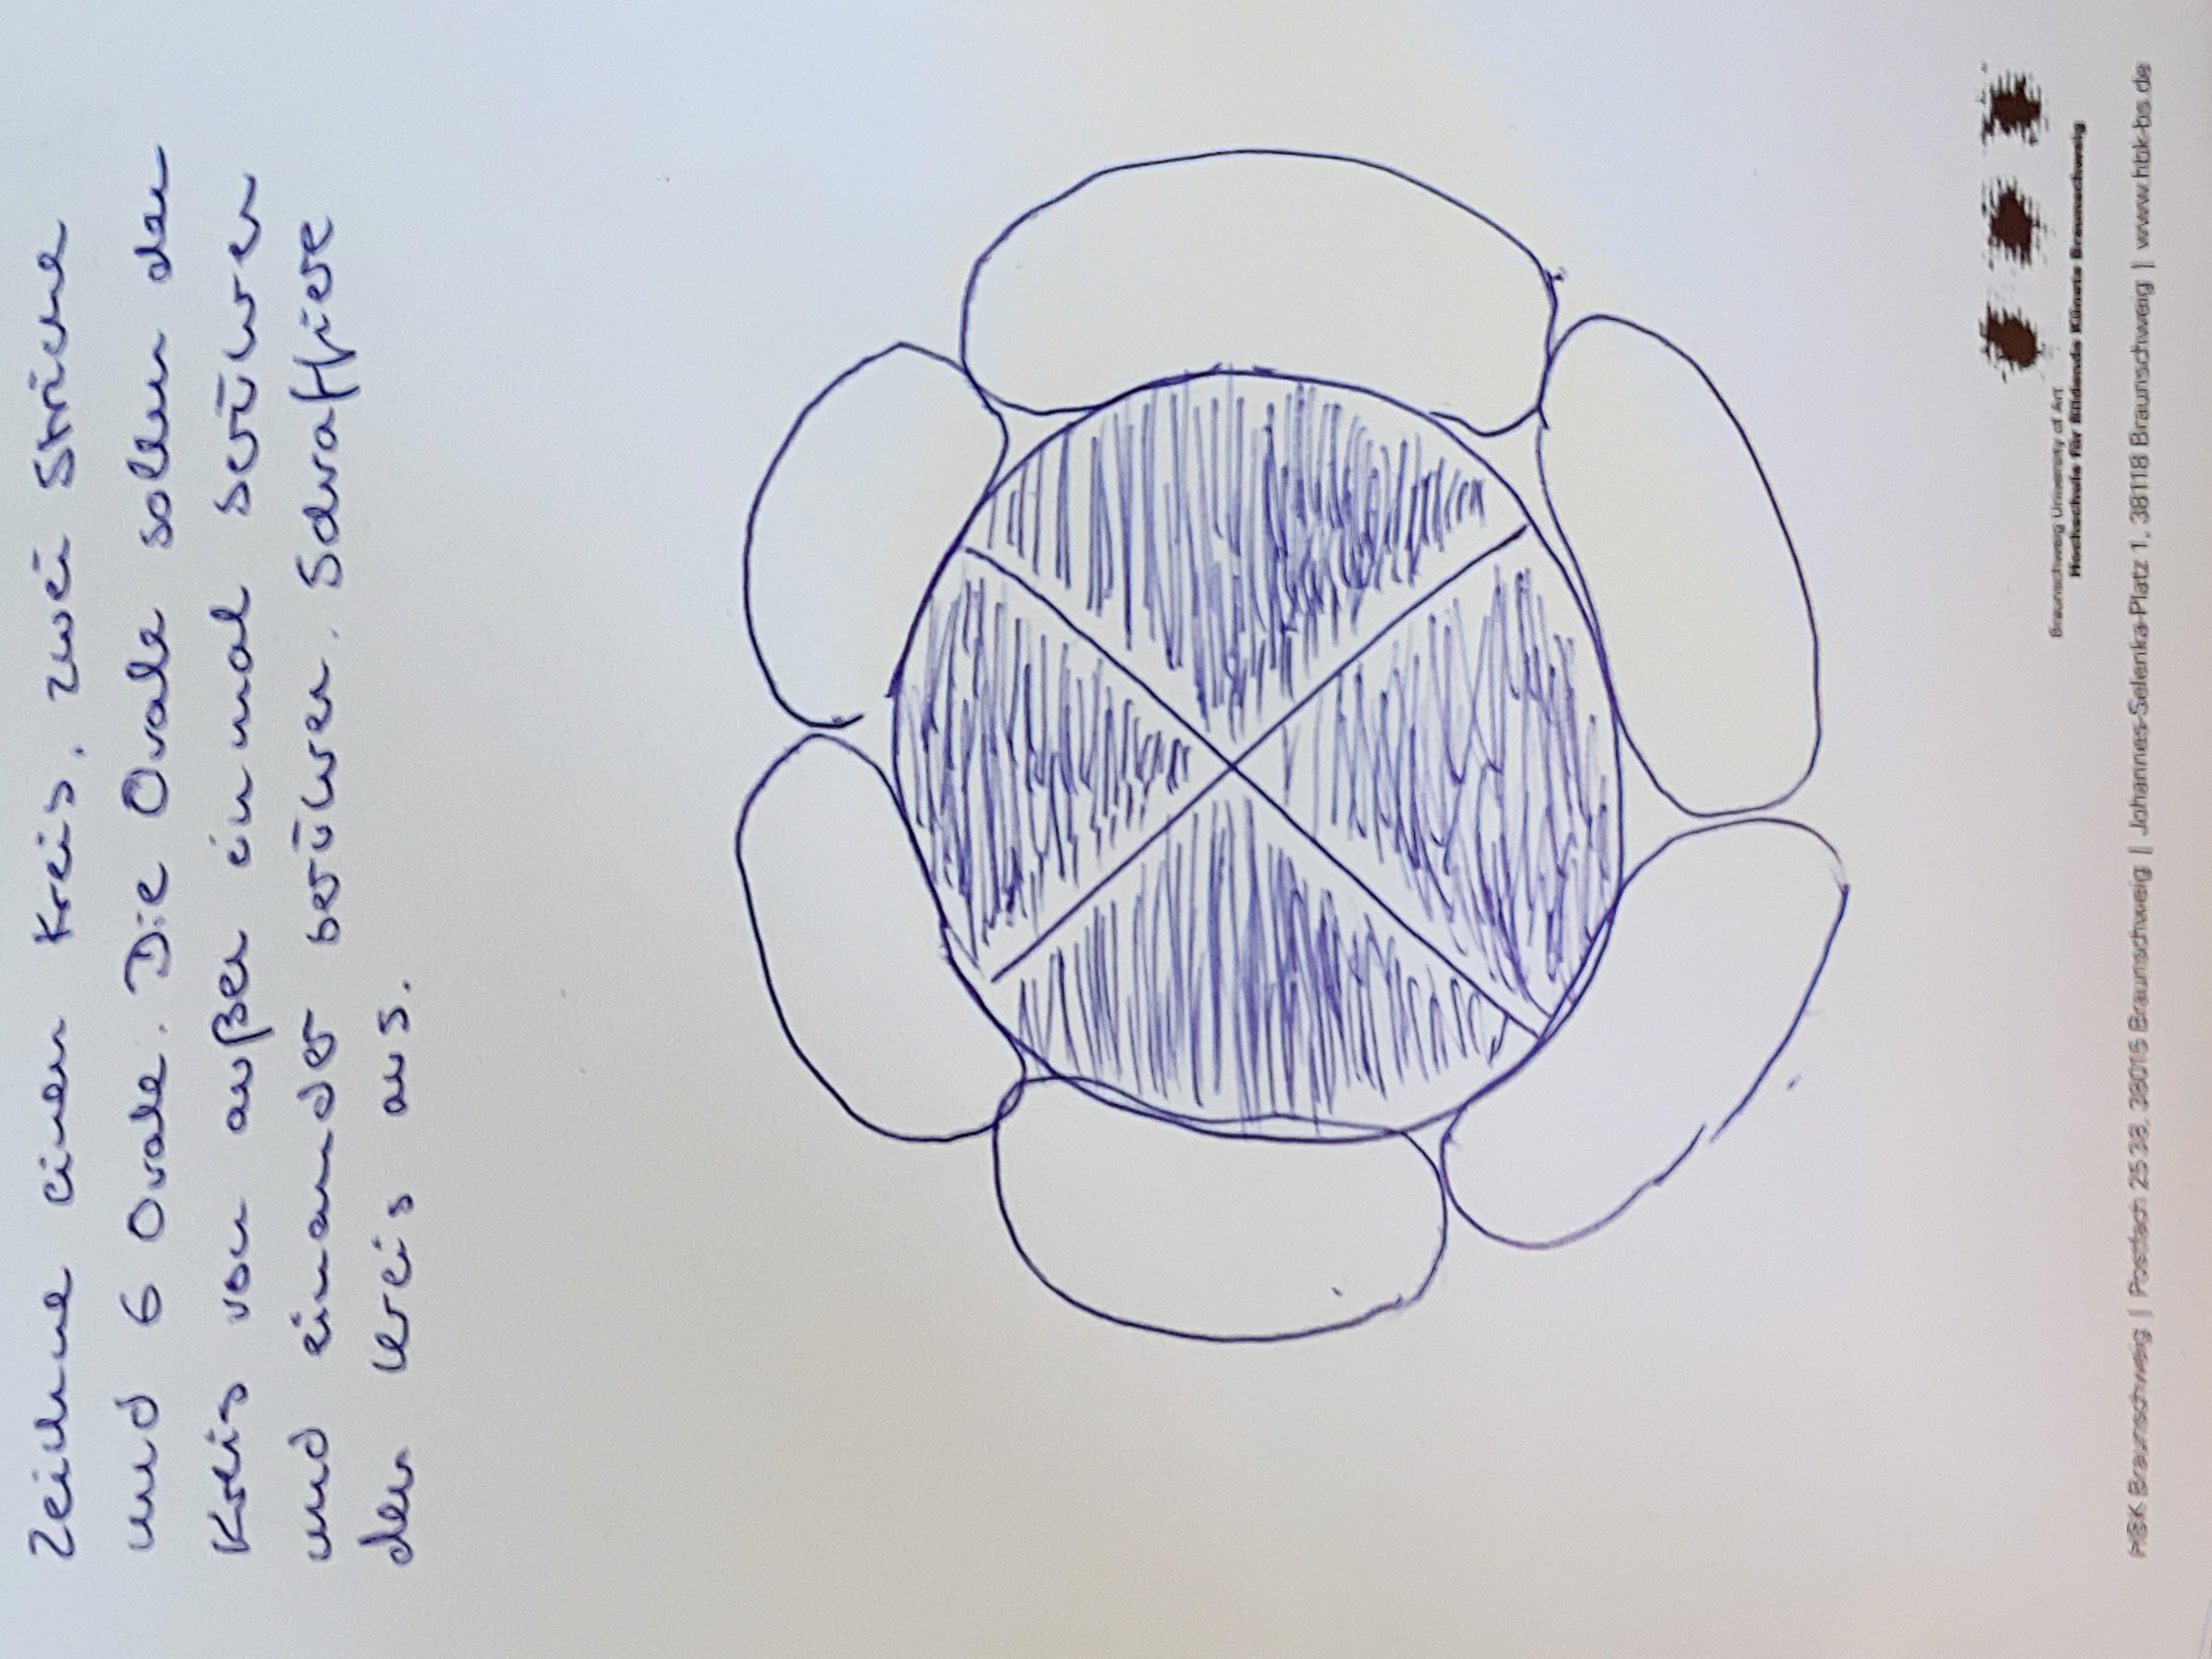 Zeichne einen Kreis, zwei Striche
und 6 Ovale. Die Ovale sollen den
Kreis von außen einmal berühren
und einander berühren. Schraffiere
den Kreis aus.
Braunschweig University of Art
Hochschule für Bildende Künste Braunschweig
HBK Braunschweig | Postfach 25 38, 38015 Braunschweig | Johannes-Selenka-Platz 1, 38118 Braunschweig | www.hbk-bs.de